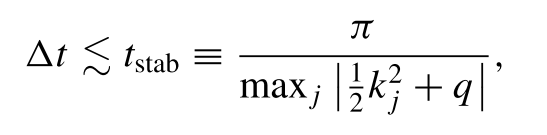 Δt ≲ t_stab ≡ π / max_j |½k_j² + q|,